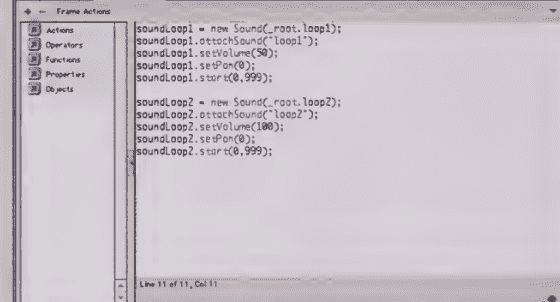 Frame Actions
Actions
Operators
Functions
Properties
Objects
soundLoop1 = new Sound(_root.loop1);
soundLoop1.attachSound("loop1");
soundLoop1.setVolume(50);
soundLoop1.setPan(0);
soundLoop1.start(0,999);
soundLoop2 = new Sound(_root.loop2);
soundLoop2.attachSound("loop2");
soundLoop2.setVolume(100);
soundLoop2.setPan(0);
soundLoop2.start(0,999);
Line 11 of 11, Col 11